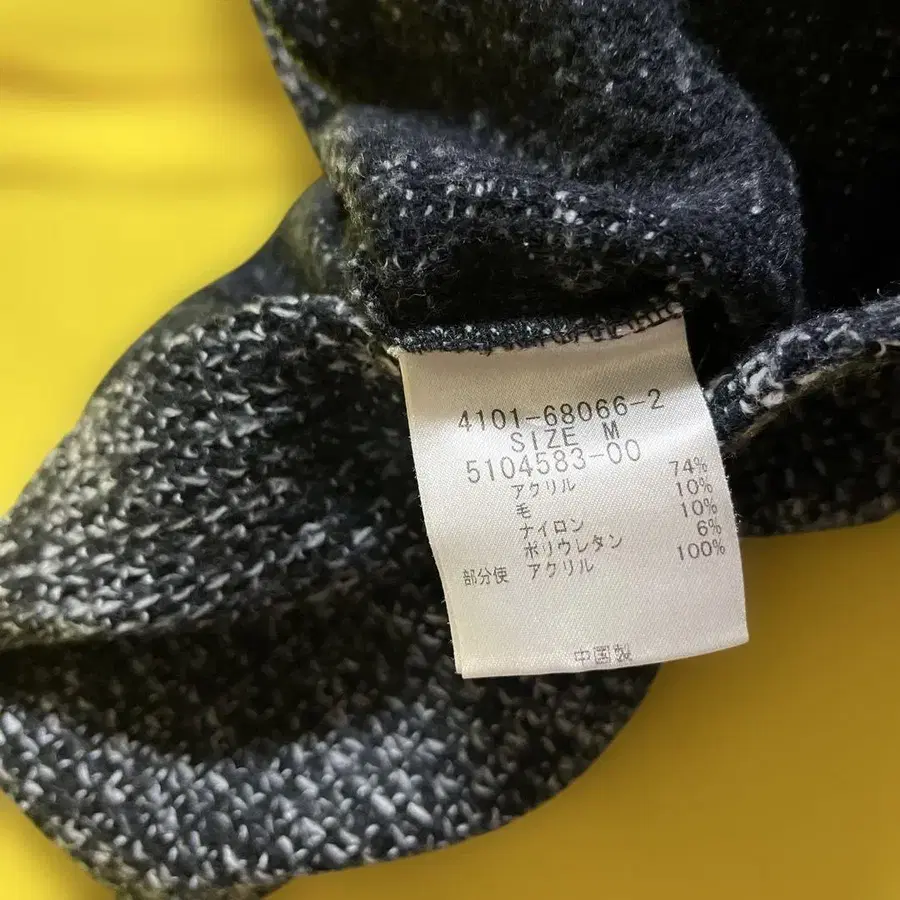 4101-68066-2
SIZE M
5104583-00
アクリル 74%
毛 10%
ナイロン 10%
ポリウレタン 6%
部分使 アクリル 100%
中国製